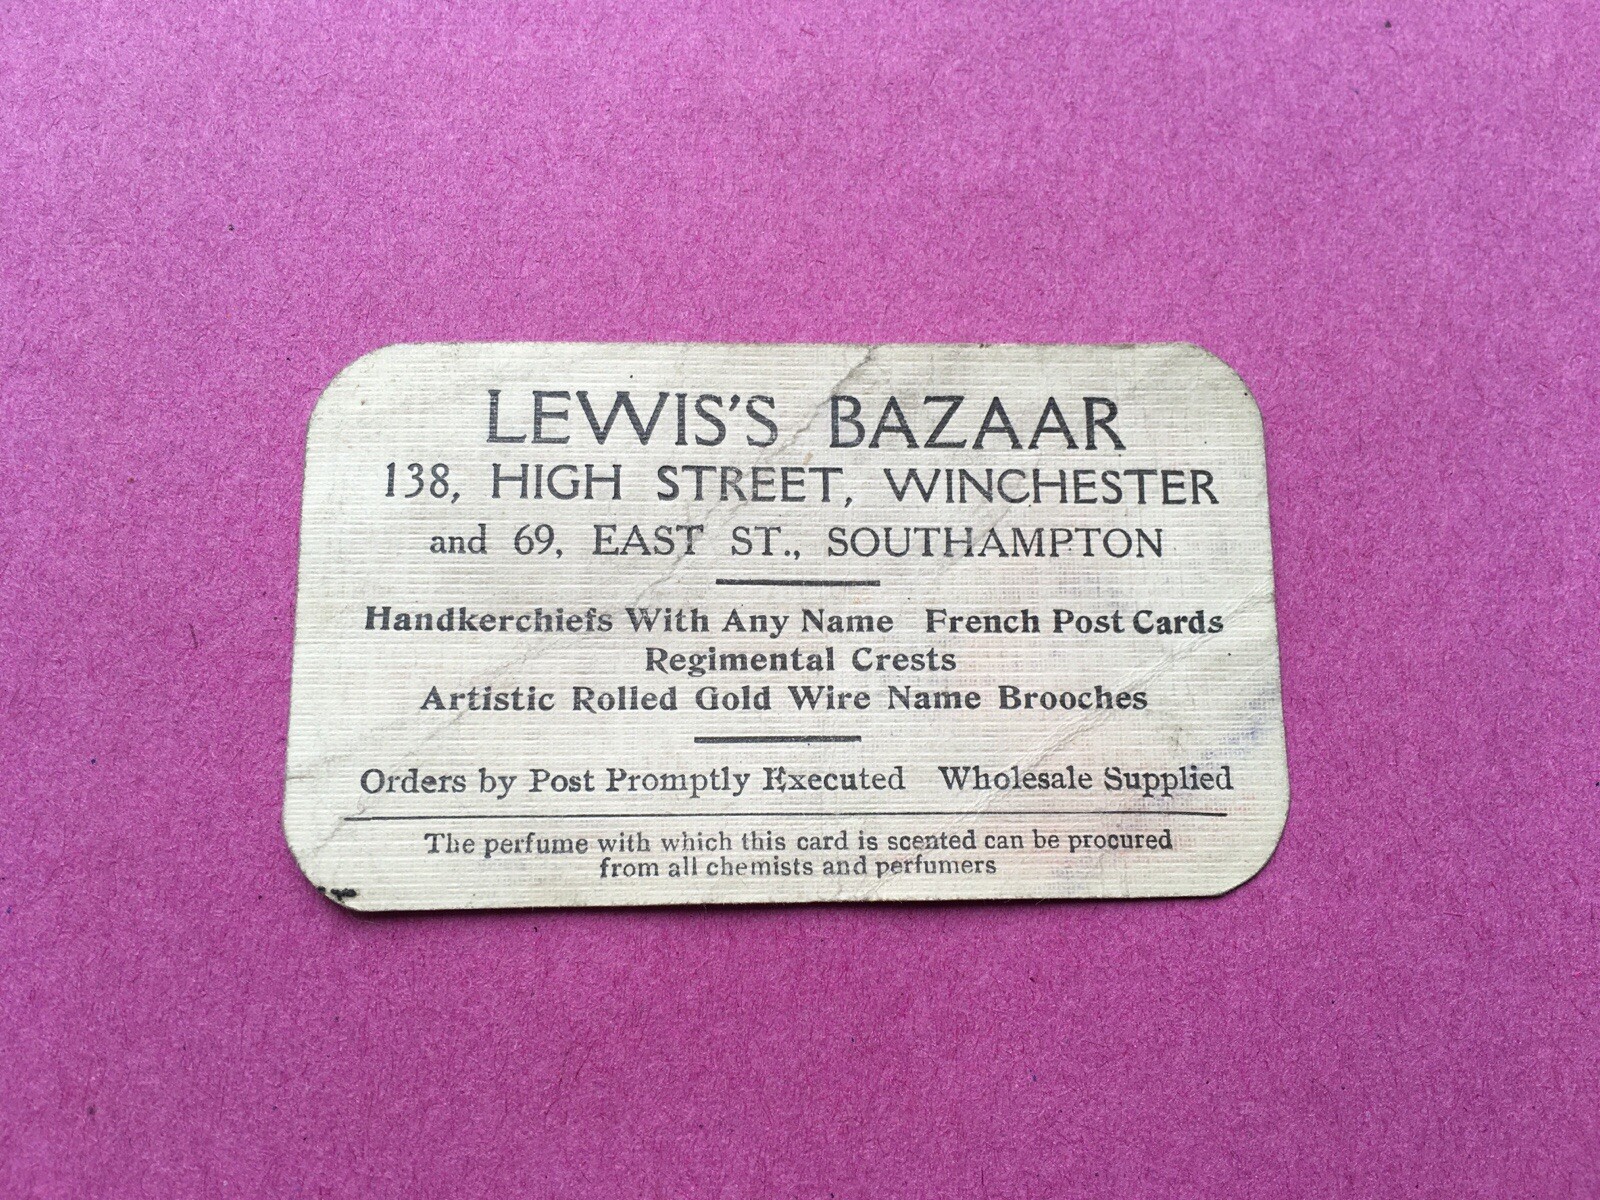 LEWIS'S BAZAAR
138, HIGH STREET, WINCHESTER
and 69, EAST ST., SOUTHAMPTON
Handkerchiefs With Any Name French Post Cards
Regimental Crests
Artistic Rolled Gold Wire Name Brooches
Orders by Post Promptly Executed Wholesale Supplied
The perfume with which this card is scented can be procured
from all chemists and perfumers